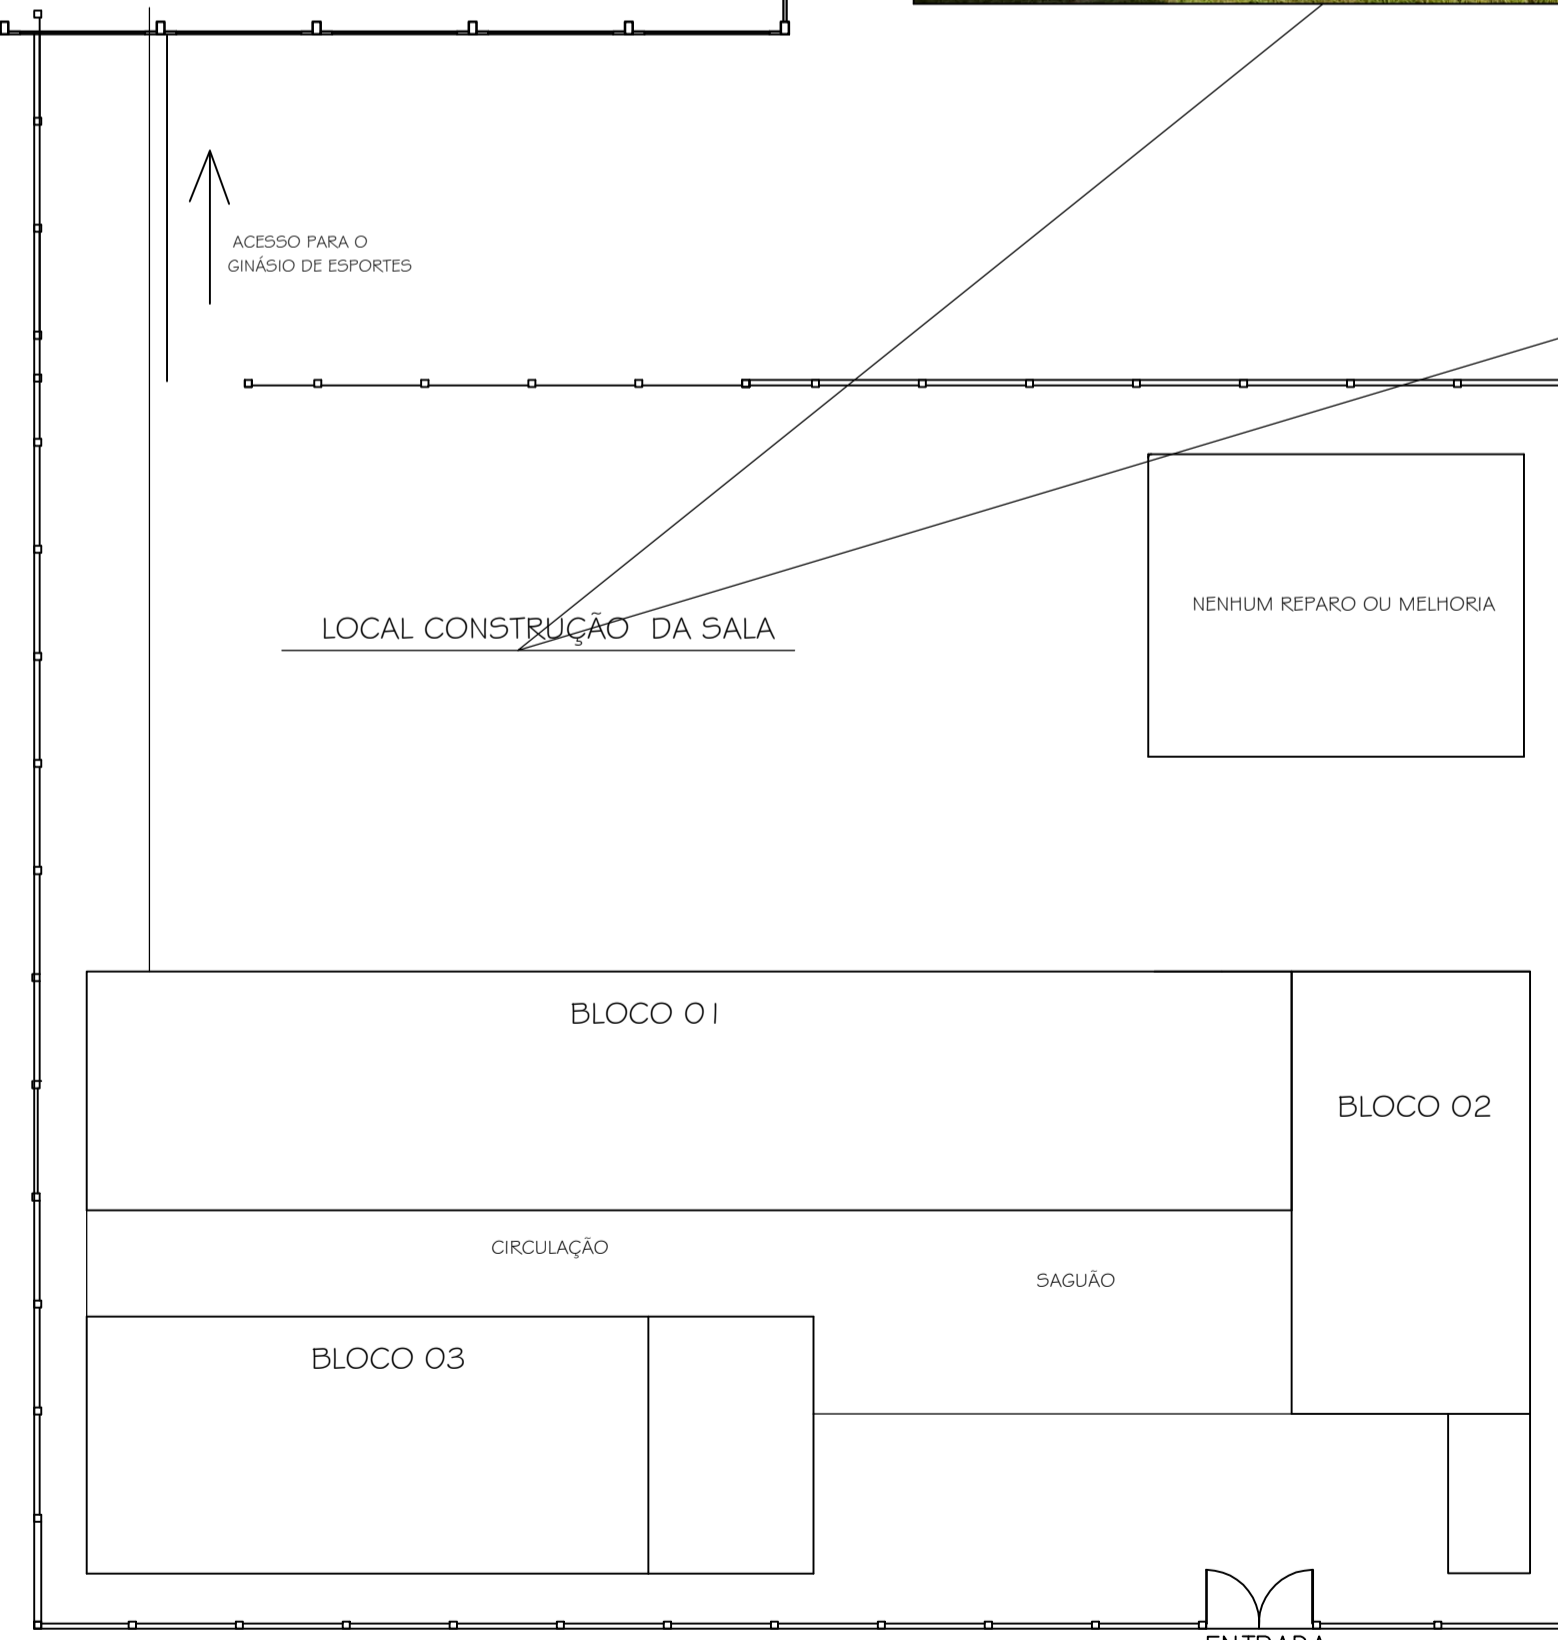 ACESSO PARA O
GINÁSIO DE ESPORTES
NENHUM REPARO OU MELHORIA
LOCAL CONSTRUÇÃO DA SALA
BLOCO 01
BLOCO 02
CIRCULAÇÃO
SAGUÃO
BLOCO 03
ENTRADA